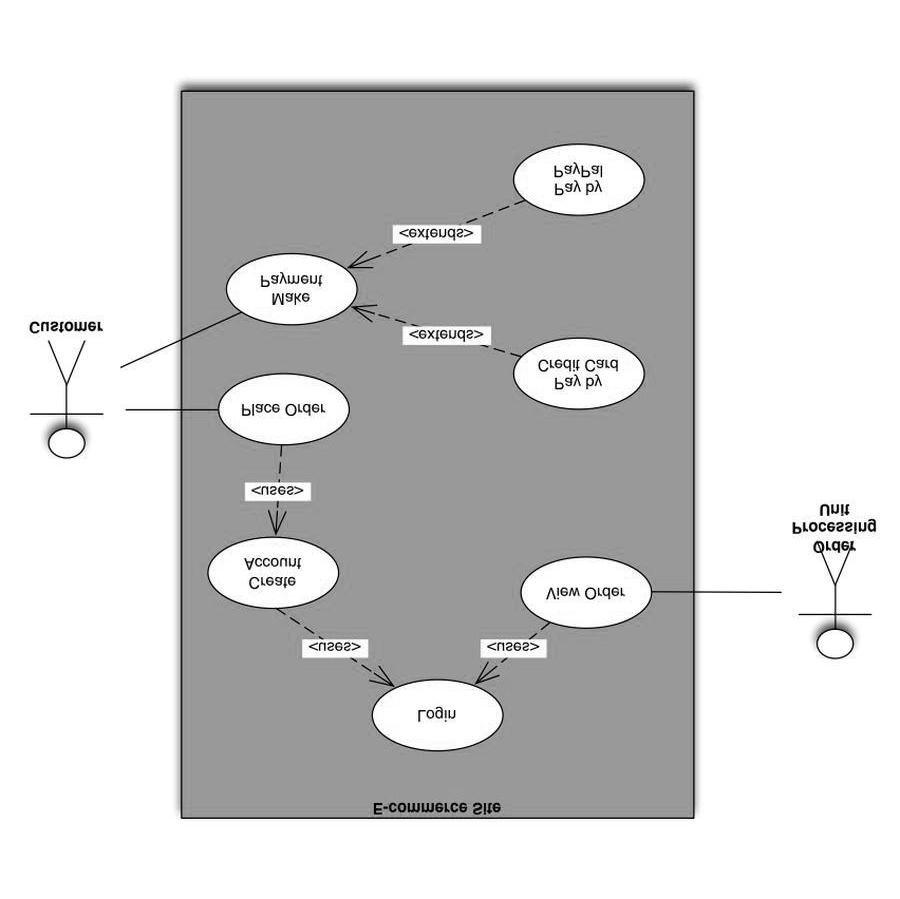 E-commerce Site
Login
<uses>
<uses>
Create
Account
View Order
Order
Processing
Unit
<uses>
Place Order
Customer
Pay by
Credit Card
<extends>
Make
Payment
<extends>
Pay by
PayPal